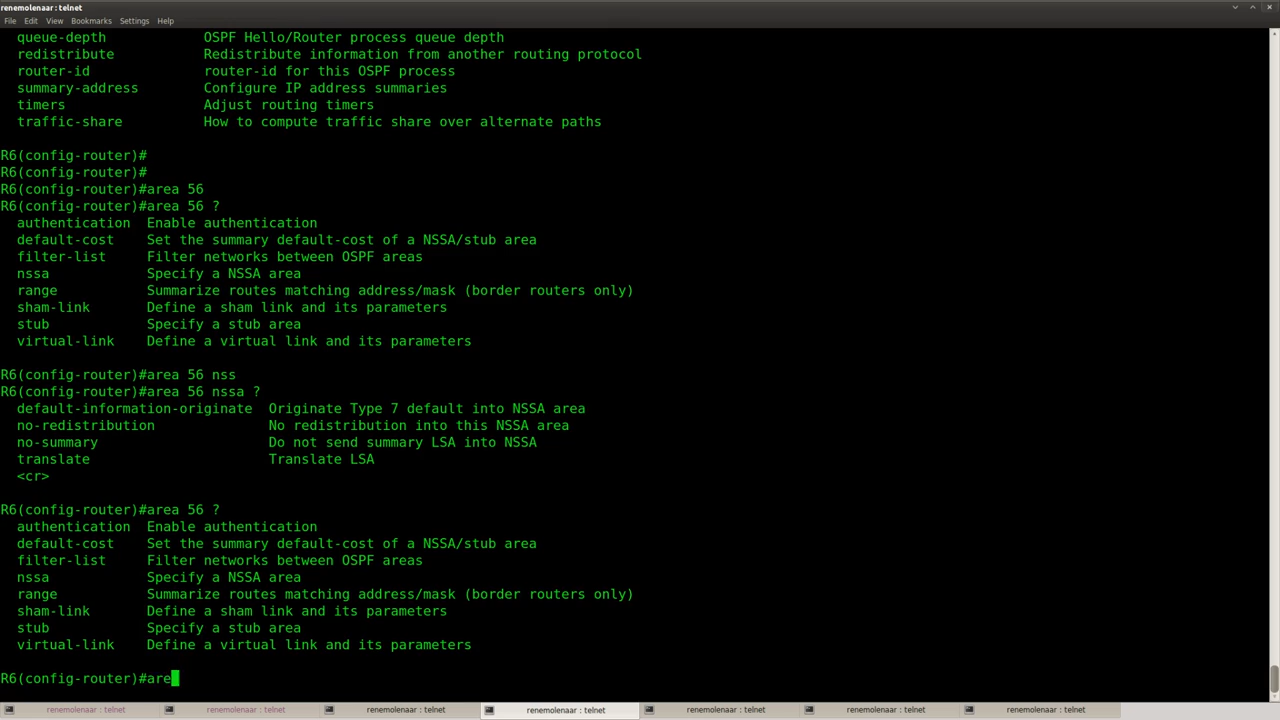 renemolenaar : telnet
File Edit View Bookmarks Settings Help
queue-depth OSPF Hello/Router process queue depth
redistribute Redistribute information from another routing protocol
router-id router-id for this OSPF process
summary-address Configure IP address summaries
timers Adjust routing timers
traffic-share How to compute traffic share over alternate paths
R6(config-router)#
R6(config-router)#
R6(config-router)#area 56
R6(config-router)#area 56 ?
authentication Enable authentication
default-cost Set the summary default-cost of a NSSA/stub area
filter-list Filter networks between OSPF areas
nssa Specify a NSSA area
range Summarize routes matching address/mask (border routers only)
sham-link Define a sham link and its parameters
stub Specify a stub area
virtual-link Define a virtual link and its parameters
R6(config-router)#area 56 nss
R6(config-router)#area 56 nssa ?
default-information-originate Originate Type 7 default into NSSA area
no-redistribution No redistribution into this NSSA area
no-summary Do not send summary LSA into NSSA
translate Translate LSA
<cr>
R6(config-router)#area 56 ?
authentication Enable authentication
default-cost Set the summary default-cost of a NSSA/stub area
filter-list Filter networks between OSPF areas
nssa Specify a NSSA area
range Summarize routes matching address/mask (border routers only)
sham-link Define a sham link and its parameters
stub Specify a stub area
virtual-link Define a virtual link and its parameters
R6(config-router)#are
renemolenaar : telnet renemolenaar : telnet renemolenaar : telnet renemolenaar : telnet renemolenaar : telnet renemolenaar : telnet renemolenaar : telnet